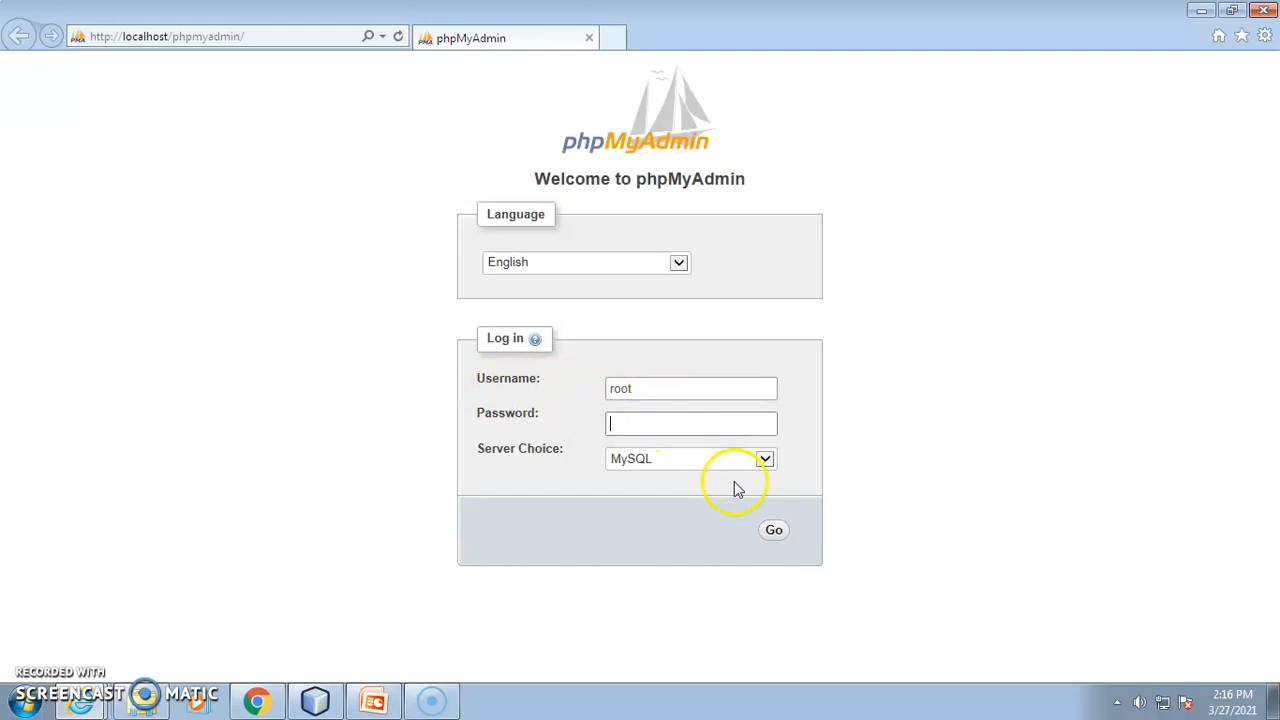 http://localhost/phpmyadmin/
PMA phpMyAdmin
phpMyAdmin
Welcome to phpMyAdmin
Language
English
Log in
Username:
root
Password:
Server Choice:
MySQL
Go
RECORDED WITH
SCREENCAST MATIC
2:16 PM
3/27/2021